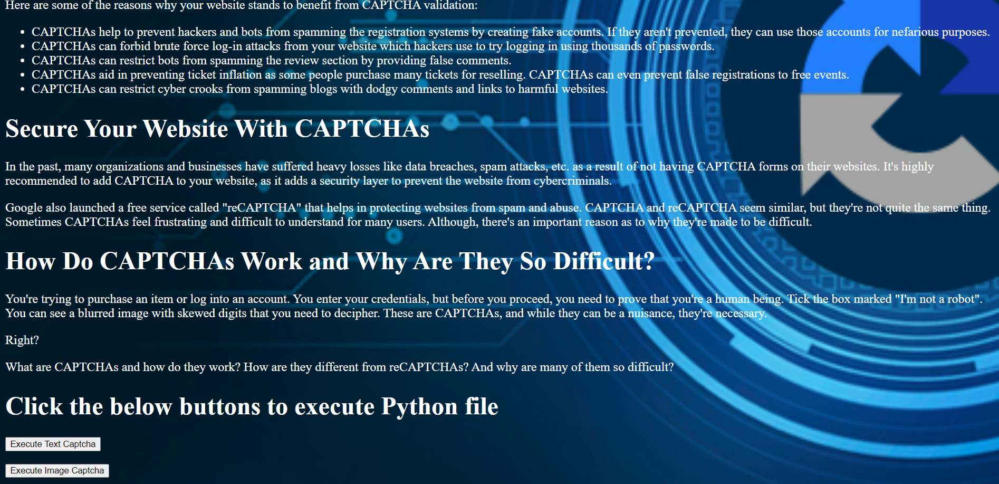 Here are some of the reasons why your website stands to benefit from CAPTCHA validation:
• CAPTCHAs help to prevent hackers and bots from spamming the registration systems by creating fake accounts. If they aren't prevented, they can use those accounts for nefarious purposes.
• CAPTCHAs can forbid brute force log-in attacks from your website which hackers use to try logging in using thousands of passwords.
• CAPTCHAs can restrict bots from spamming the review section by providing false comments.
• CAPTCHAs aid in preventing ticket inflation as some people purchase many tickets for reselling. CAPTCHAs can even prevent false registrations to free events.
• CAPTCHAs can restrict cyber crooks from spamming blogs with dodgy comments and links to harmful websites.
Secure Your Website With CAPTCHAs
In the past, many organizations and businesses have suffered heavy losses like data breaches, spam attacks, etc. as a result of not having CAPTCHA forms on their websites. It's highly
recommended to add CAPTCHA to your website, as it adds a security layer to prevent the website from cybercriminals.
Google also launched a free service called "reCAPTCHA" that helps in protecting websites from spam and abuse. CAPTCHA and reCAPTCHA seem similar, but they're not quite the same thing.
Sometimes CAPTCHAs feel frustrating and difficult to understand for many users. Although, there's an important reason as to why they're made to be difficult.
How Do CAPTCHAs Work and Why Are They So Difficult?
You're trying to purchase an item or log into an account. You enter your credentials, but before you proceed, you need to prove that you're a human being. Tick the box marked "I'm not a robot".
You can see a blurred image with skewed digits that you need to decipher. These are CAPTCHAs, and while they can be a nuisance, they're necessary.
Right?
What are CAPTCHAs and how do they work? How are they different from reCAPTCHAs? And why are many of them so difficult?
Click the below buttons to execute Python file
Execute Text Captcha
Execute Image Captcha